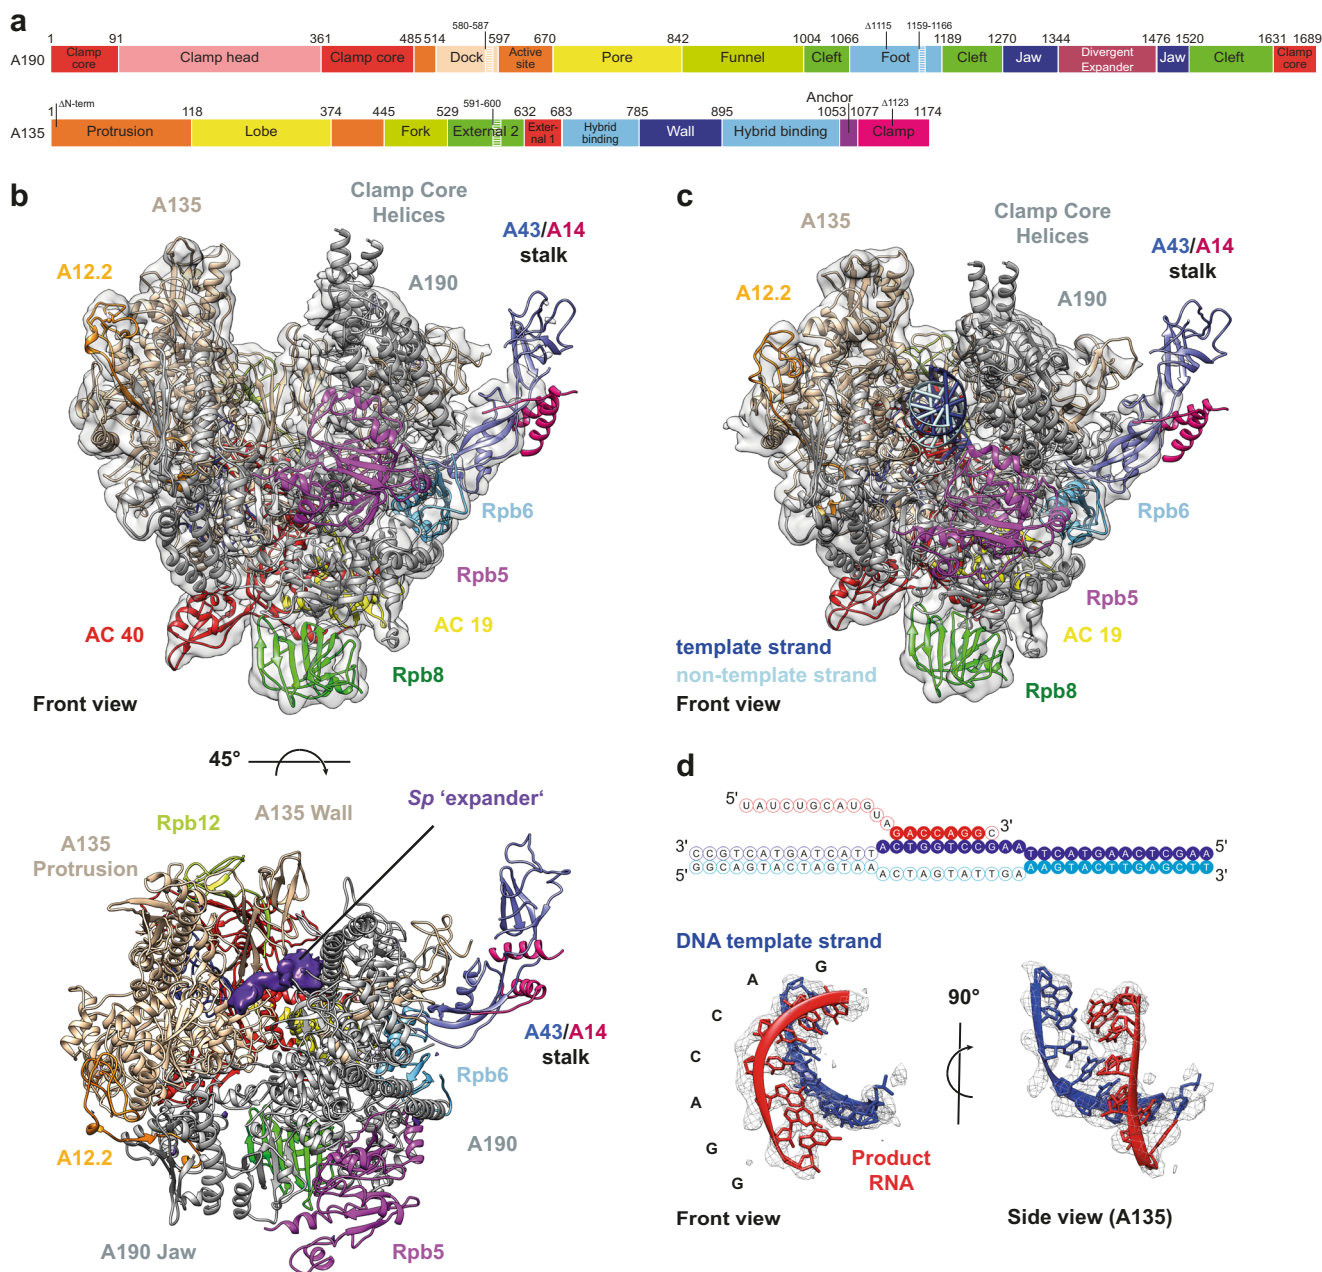 a
580-587 Δ1115 1159-1166
1 91 361 485 514 597 670 842 1004 1066 1189 1270 1344 1476 1520 1631 1689
A190 Clamp core Clamp head Clamp core Dock Active site Pore Funnel Cleft Foot Cleft Jaw Divergent Expander Jaw Cleft Clamp core
ΔN-term 591-600 Anchor Δ1123
1 118 374 445 529 632 683 785 895 1053 1077 1174
A135 Protrusion Lobe Fork External 2 Exter-nal 1 Hybrid binding Wall Hybrid binding Clamp
b
A135
Clamp Core
Helices
A43/A14
stalk
A12.2
A190
Rpb6
Rpb5
AC 40
AC 19
Rpb8
Front view
45°
Sp ‘expander‘
Rpb12
A135 Wall
A135
Protrusion
A43/A14
stalk
Rpb6
A12.2
A190
A190 Jaw
Rpb5
c
A135
Clamp Core
Helices
A43/A14
stalk
A12.2
A190
Rpb6
Rpb5
AC 19
template strand
non-template strand
Rpb8
Front view
d
5' UAUCUGCAUGUAGACCAGGC 3'
3' CCGTCATGATCATTACTGGTCCGAATTCATGAACTCGAA 5'
5' GGCAGTACTAGTAAACTAGTATTGAAAGTACTTGAGCTT 3'
DNA template strand
G
A
C
C
A
G
G
90°
Product
RNA
Front view
Side view (A135)